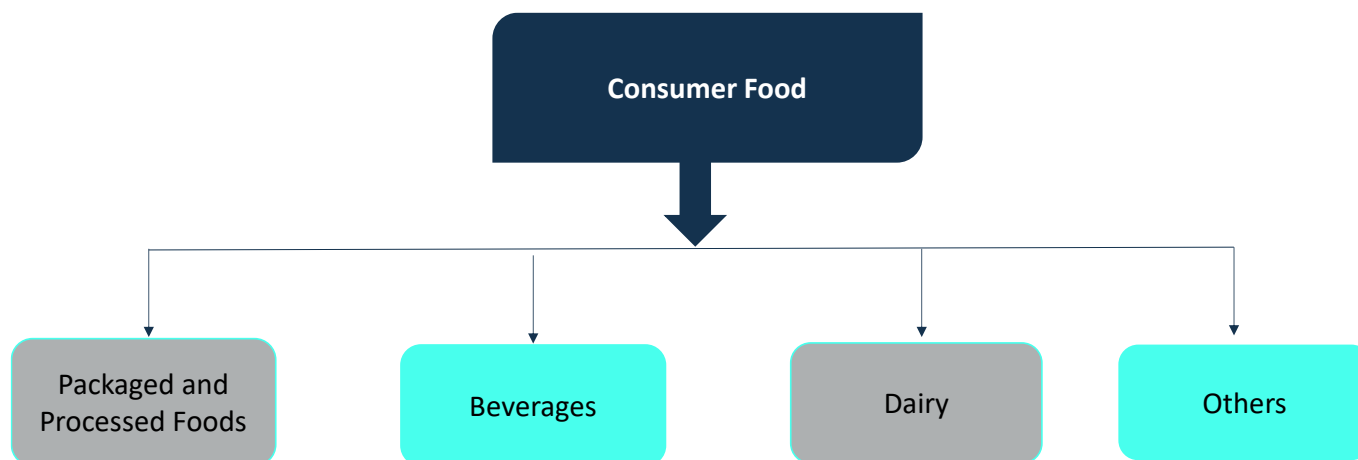 Consumer Food
Packaged and
Processed Foods
Beverages
Dairy
Others